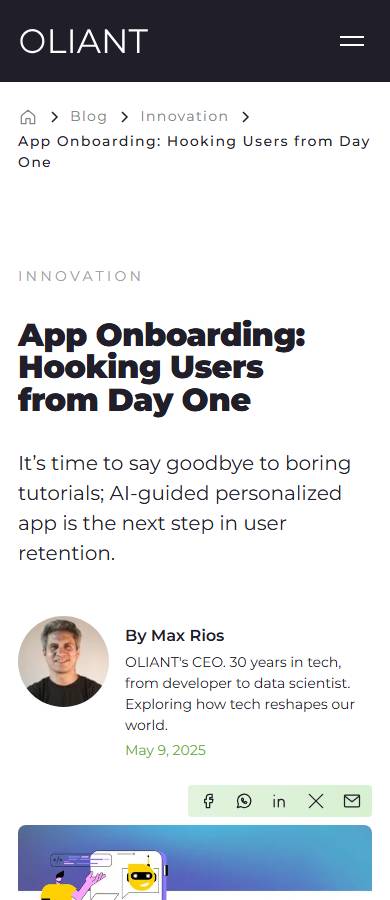 OLIANT
Blog
Innovation
App Onboarding: Hooking Users from Day
One
INNOVATION
App Onboarding:
Hooking Users
from Day One
It’s time to say goodbye to boring
tutorials; AI-guided personalized
app is the next step in user
retention.
By Max Rios
OLIANT's CEO. 30 years in tech,
from developer to data scientist.
Exploring how tech reshapes our
world.
May 9, 2025